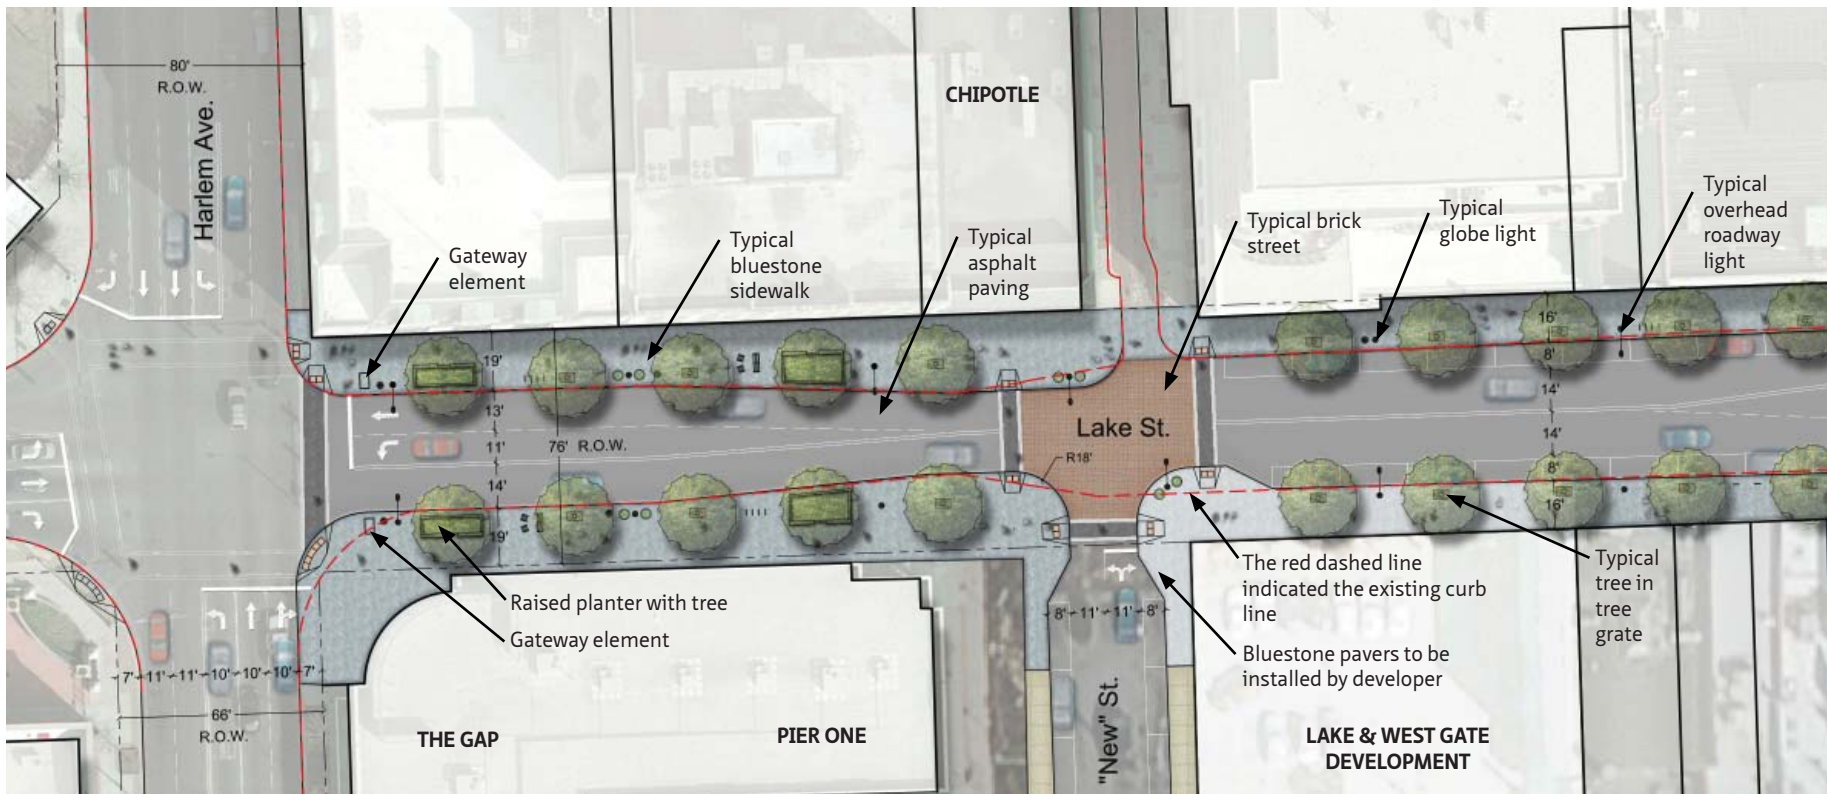 80'
R.O.W.
Harlem Ave.
CHIPOTLE
Gateway
element
Typical
bluestone
sidewalk
Typical
asphalt
paving
Typical brick
street
Typical
globe light
Typical
overhead
roadway
light
19'
13'
11'
14'
19'
76' R.O.W.
Lake St.
R18'
16'
8'
14'
14'
8'
16'
Raised planter with tree
Gateway element
The red dashed line
indicated the existing curb
line
Bluestone pavers to be
installed by developer
Typical
tree in
tree
grate
8' 11' 11' 8'
7' 11' 11' 10' 10' 10' 7'
66'
R.O.W.
"New" St.
THE GAP
PIER ONE
LAKE & WEST GATE
DEVELOPMENT